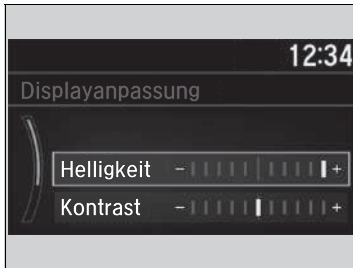 12:34
Displayanpassung
Helligkeit - +
Kontrast - +